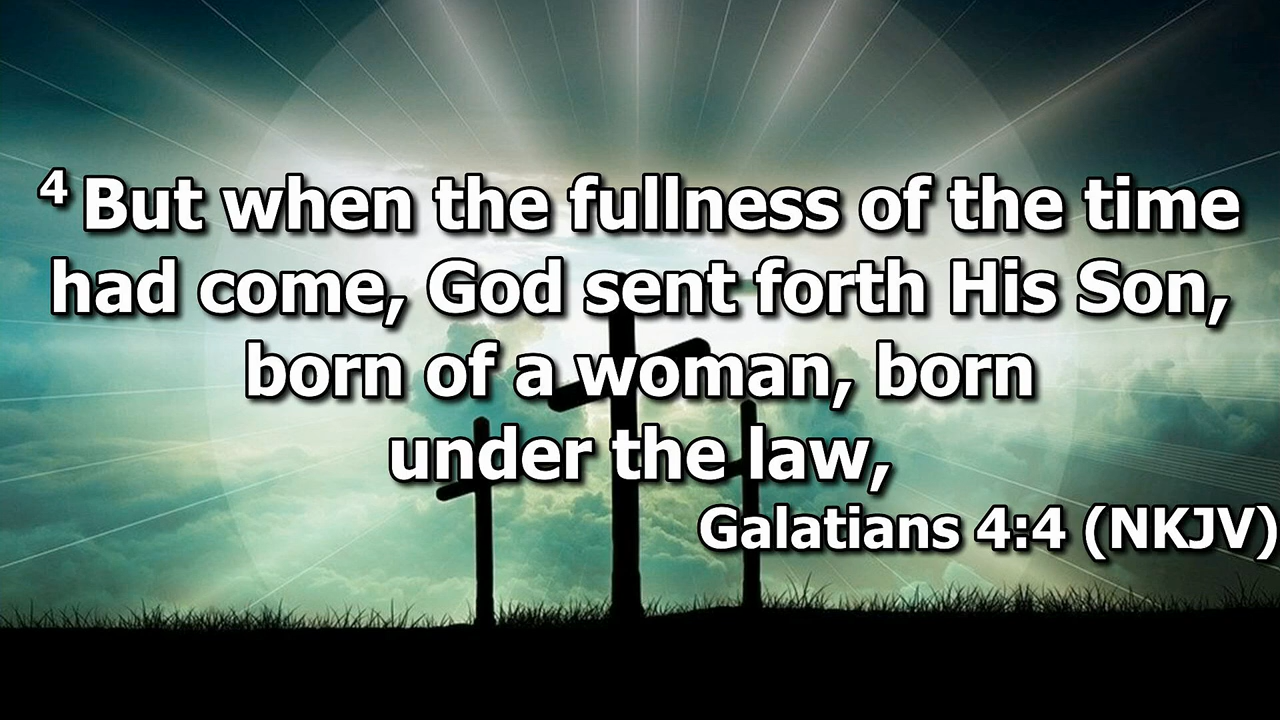 4 But when the fullness of the time
had come, God sent forth His Son,
born of a woman, born
under the law,
Galatians 4:4 (NKJV)